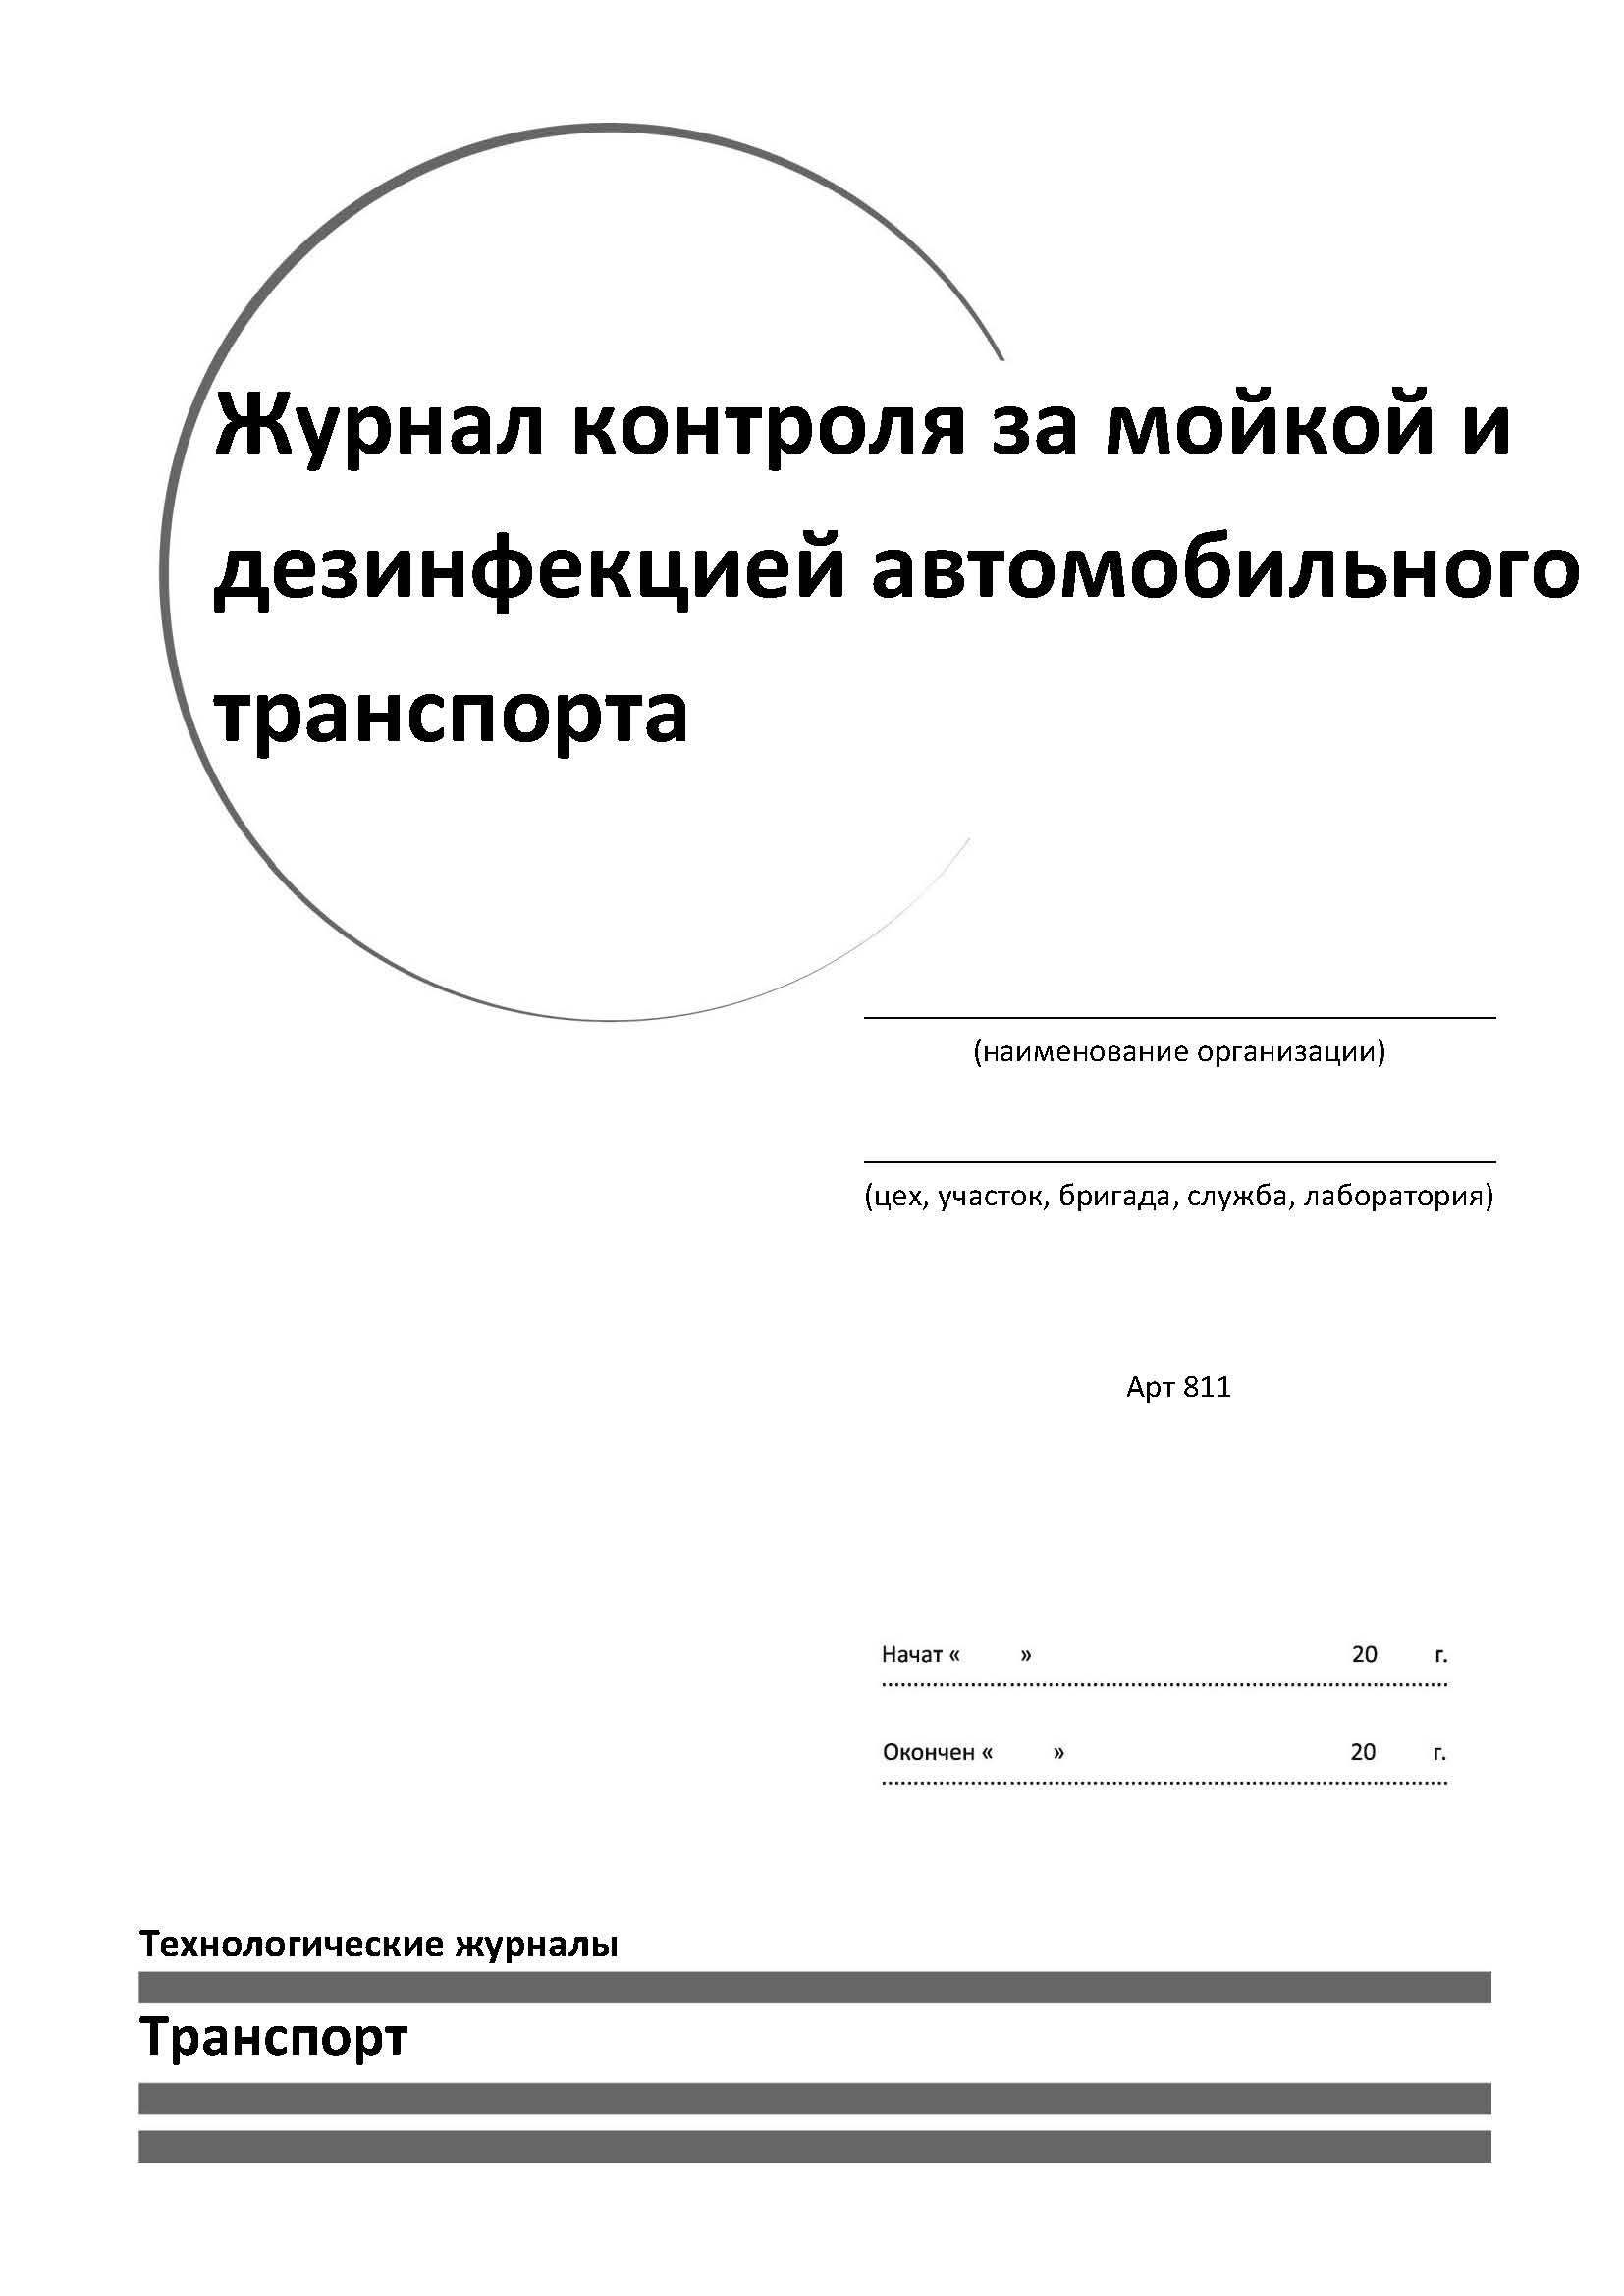 Журнал контроля за мойкой и
дезинфекцией автомобильного
транспорта
(наименование организации)
(цех, участок, бригада, служба, лаборатория)
Арт 811
Начат « » 20 г.
Окончен « » 20 г.
Технологические журналы
Транспорт